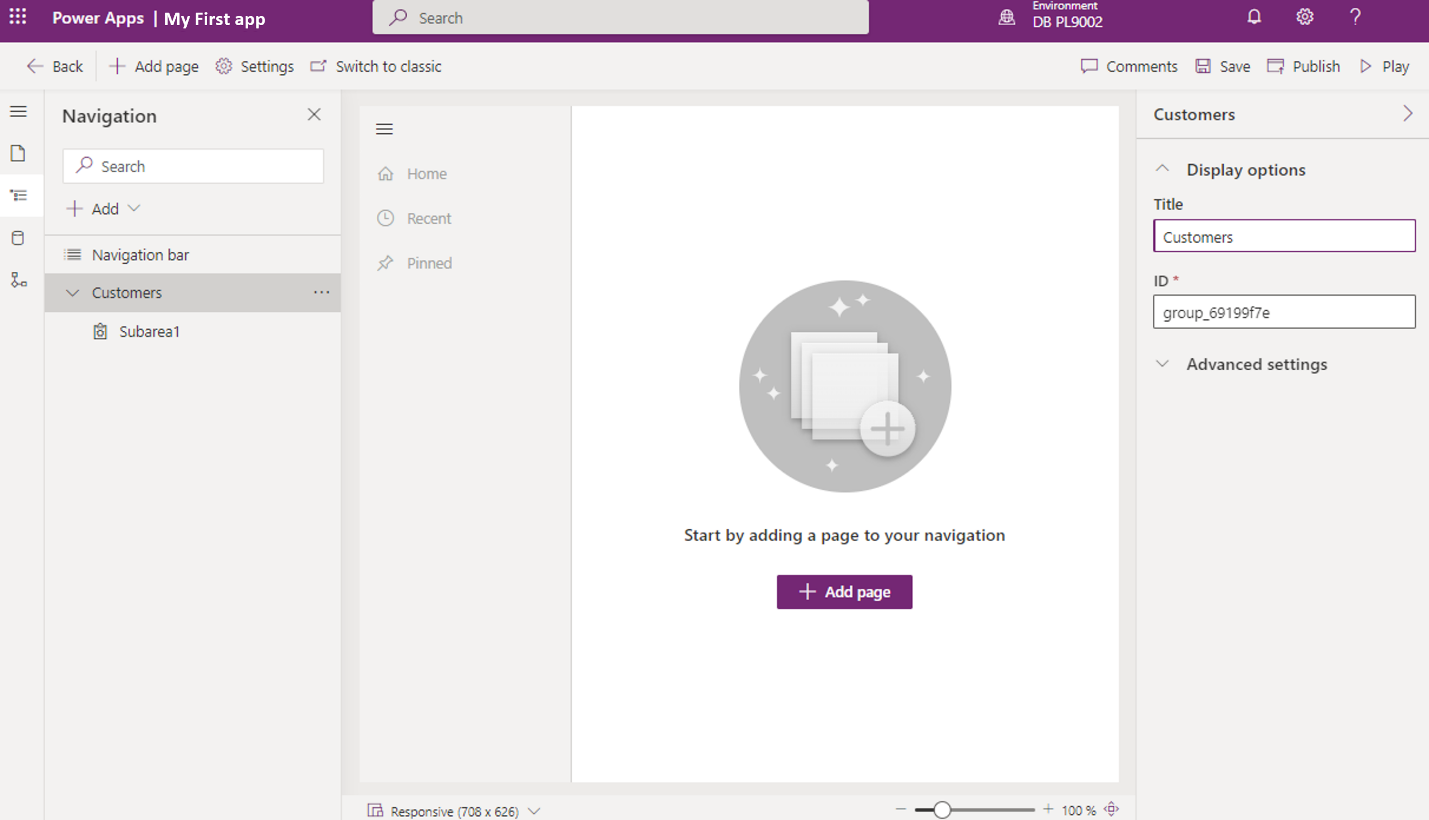 Power Apps | My First app
Search
Environment
DB PL9002
?
Back
Add page
Settings
Switch to classic
Comments
Save
Publish
Play
Navigation
Search
Add
Navigation bar
Customers
...
Subarea1
Home
Recent
Pinned
Start by adding a page to your navigation
Add page
Responsive (708 x 626)
100 %
Customers
Display options
Title
Customers
ID *
group_69199f7e
Advanced settings